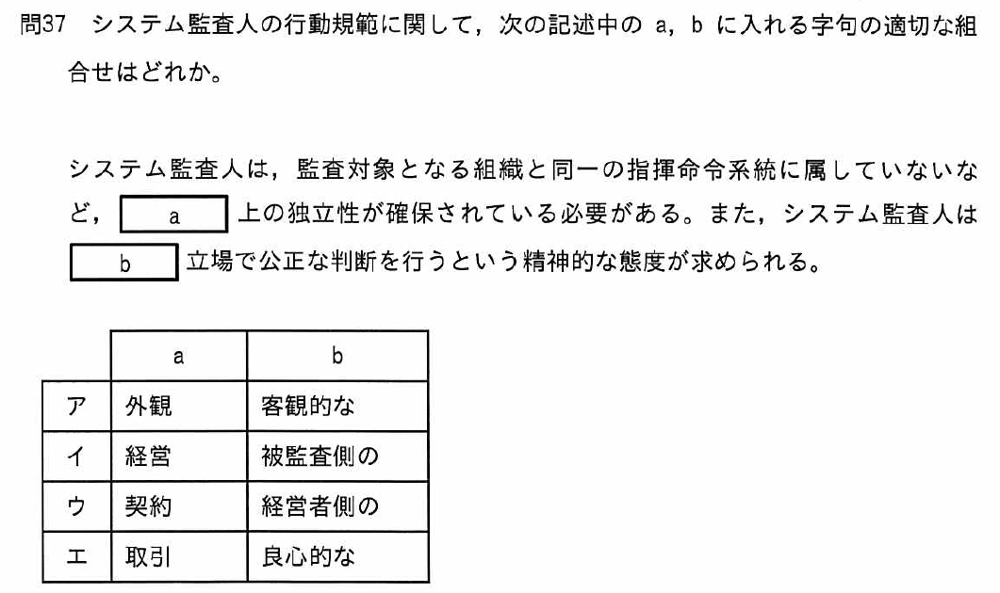 問37 システム監査人の行動規範に関して，次の記述中の a，b に入れる字句の適切な組
合せはどれか。
システム監査人は，監査対象となる組織と同一の指揮命令系統に属していないな
ど， a 上の独立性が確保されている必要がある。また，システム監査人は
b 立場で公正な判断を行うという精神的な態度が求められる。
a b
ア 外観 客観的な
イ 経営 被監査側の
ウ 契約 経営者側の
エ 取引 良心的な